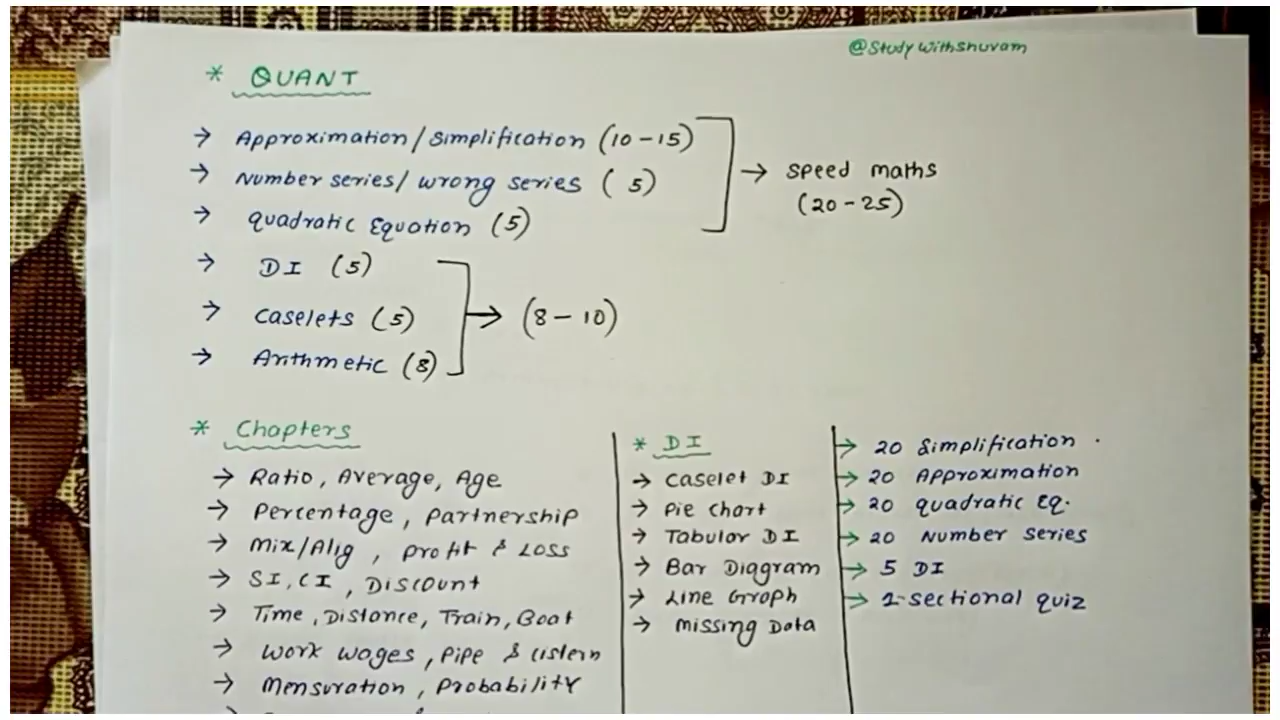 @StudyWithShuvam
* QUANT
→ Approximation/Simplification (10-15)
→ Number series/wrong series (5)
→ quadratic Equation (5)
→ speed maths
(20-25)
→ DI (5)
→ caselets (5)
→ Arithmetic (8)
→ (8-10)
* Chapters
→ Ratio, Average, Age
→ Percentage, Partnership
→ Mix/Alig, profit & Loss
→ SI, CI, Discount
→ Time, Distance, Train, Boat
→ Work wages, Pipe & cistern
→ Mensuration, Probability
* DI
→ Caselet DI
→ Pie Chart
→ Tabular DI
→ Bar Diagram
→ Line Graph
→ Missing Data
→ 20 Simplification
→ 20 Approximation
→ 20 quadratic Eq.
→ 20 Number series
→ 5 DI
→ 1-sectional quiz